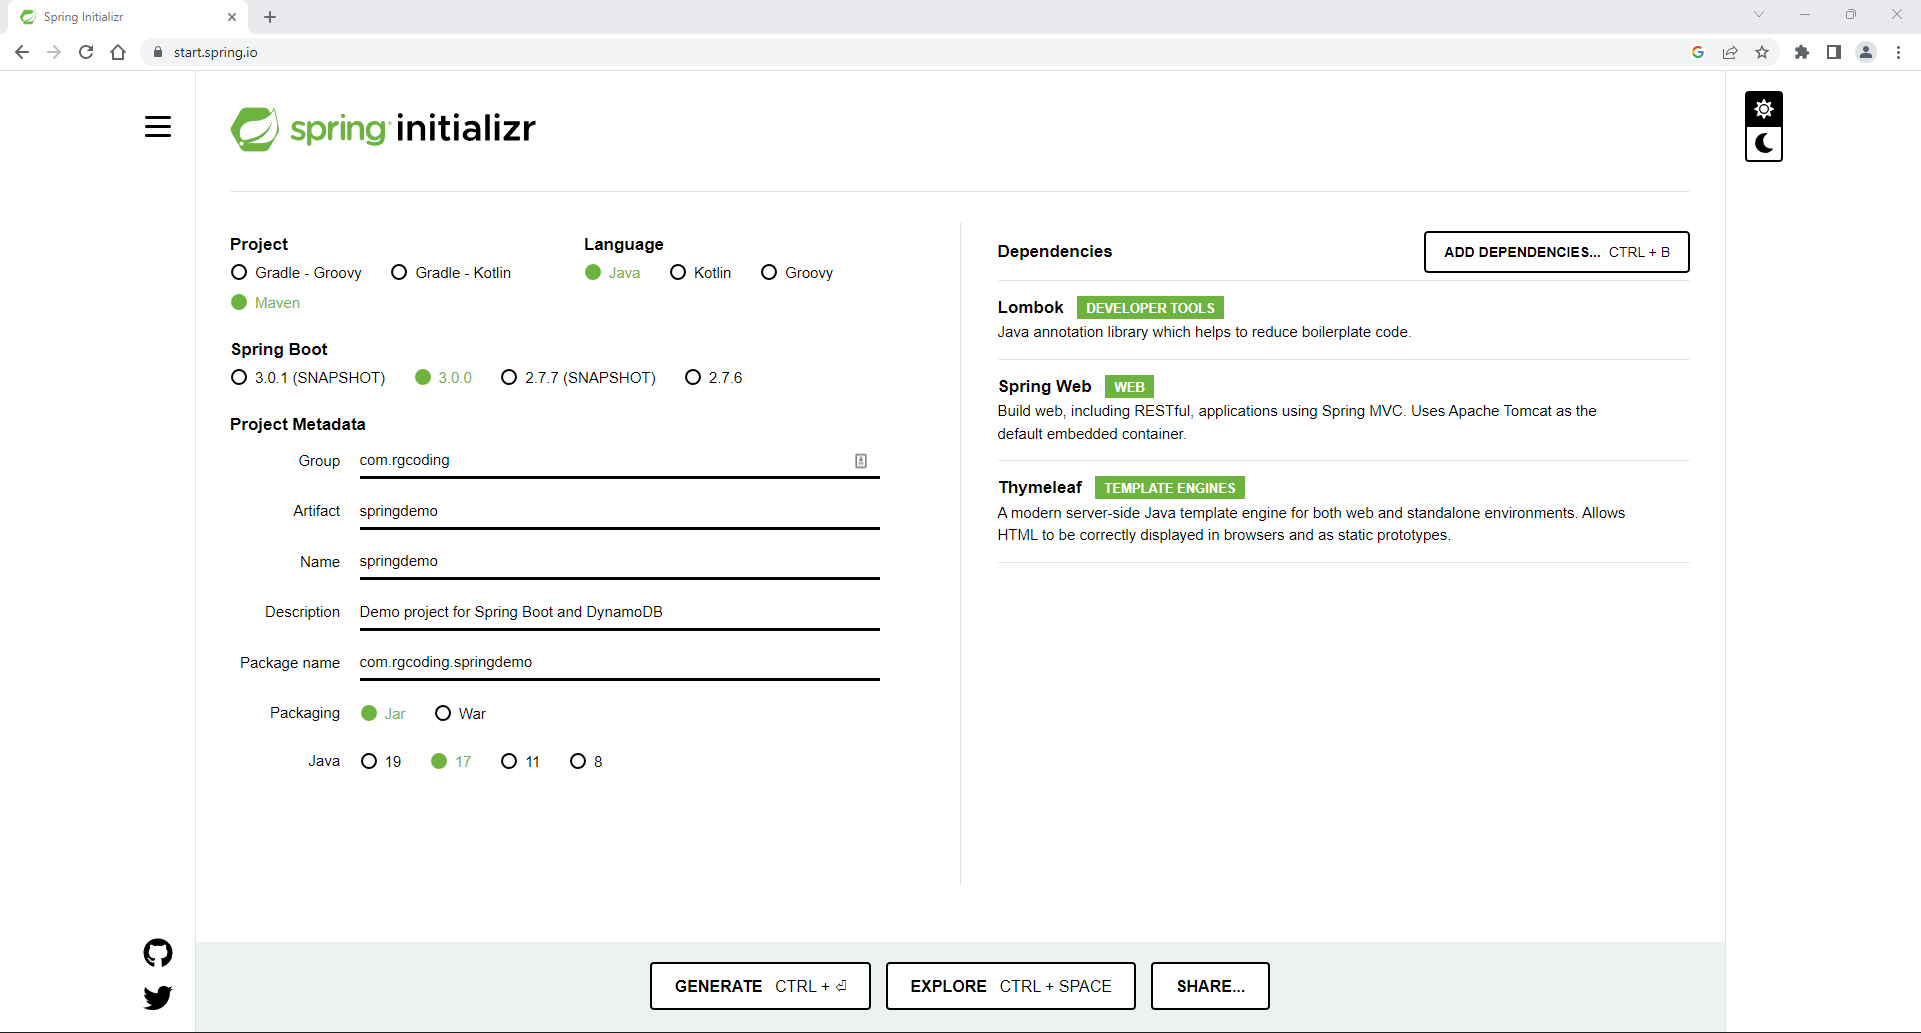 Spring Initializr
start.spring.io
spring initializr
Project
Gradle - Groovy Gradle - Kotlin
Maven
Language
Java Kotlin Groovy
Spring Boot
3.0.1 (SNAPSHOT) 3.0.0 2.7.7 (SNAPSHOT) 2.7.6
Project Metadata
Group com.rgcoding
Artifact springdemo
Name springdemo
Description Demo project for Spring Boot and DynamoDB
Package name com.rgcoding.springdemo
Packaging Jar War
Java 19 17 11 8
Dependencies ADD DEPENDENCIES... CTRL + B
Lombok DEVELOPER TOOLS
Java annotation library which helps to reduce boilerplate code.
Spring Web WEB
Build web, including RESTful, applications using Spring MVC. Uses Apache Tomcat as the
default embedded container.
Thymeleaf TEMPLATE ENGINES
A modern server-side Java template engine for both web and standalone environments. Allows
HTML to be correctly displayed in browsers and as static prototypes.
GENERATE CTRL + ⏎ EXPLORE CTRL + SPACE SHARE...